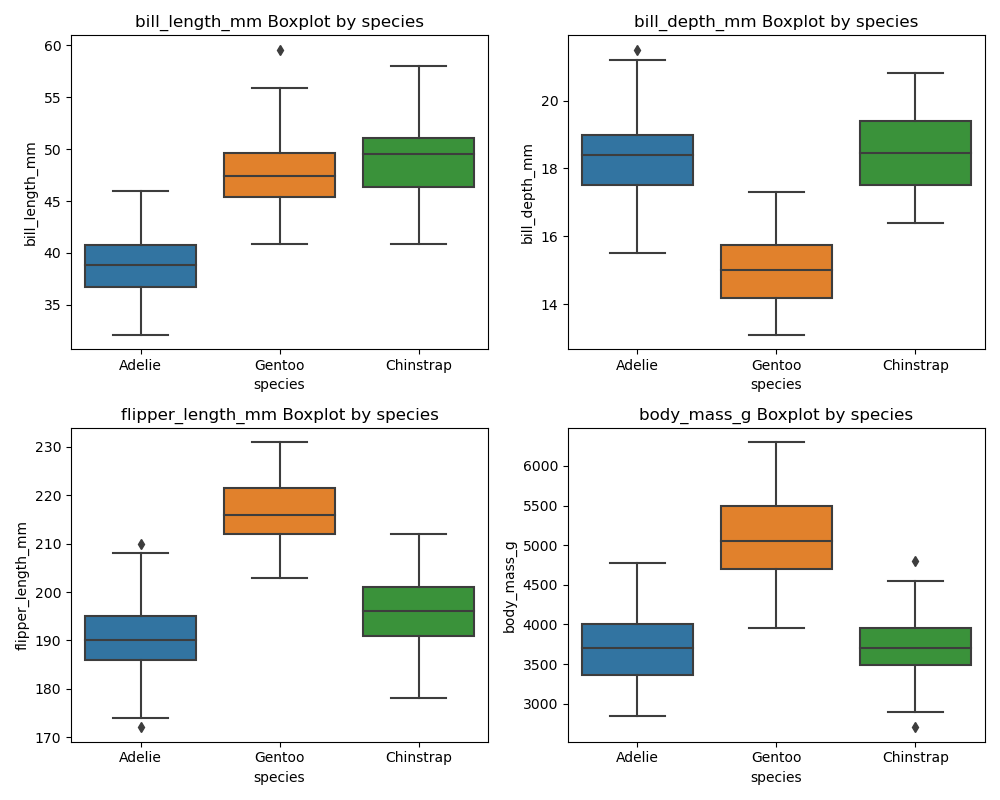 bill_length_mm Boxplot by species
bill_length_mm
60
55
50
45
40
35
Adelie Gentoo Chinstrap
species
bill_depth_mm Boxplot by species
bill_depth_mm
20
18
16
14
Adelie Gentoo Chinstrap
species
flipper_length_mm Boxplot by species
flipper_length_mm
230
220
210
200
190
180
170
Adelie Gentoo Chinstrap
species
body_mass_g Boxplot by species
body_mass_g
6000
5500
5000
4500
4000
3500
3000
Adelie Gentoo Chinstrap
species